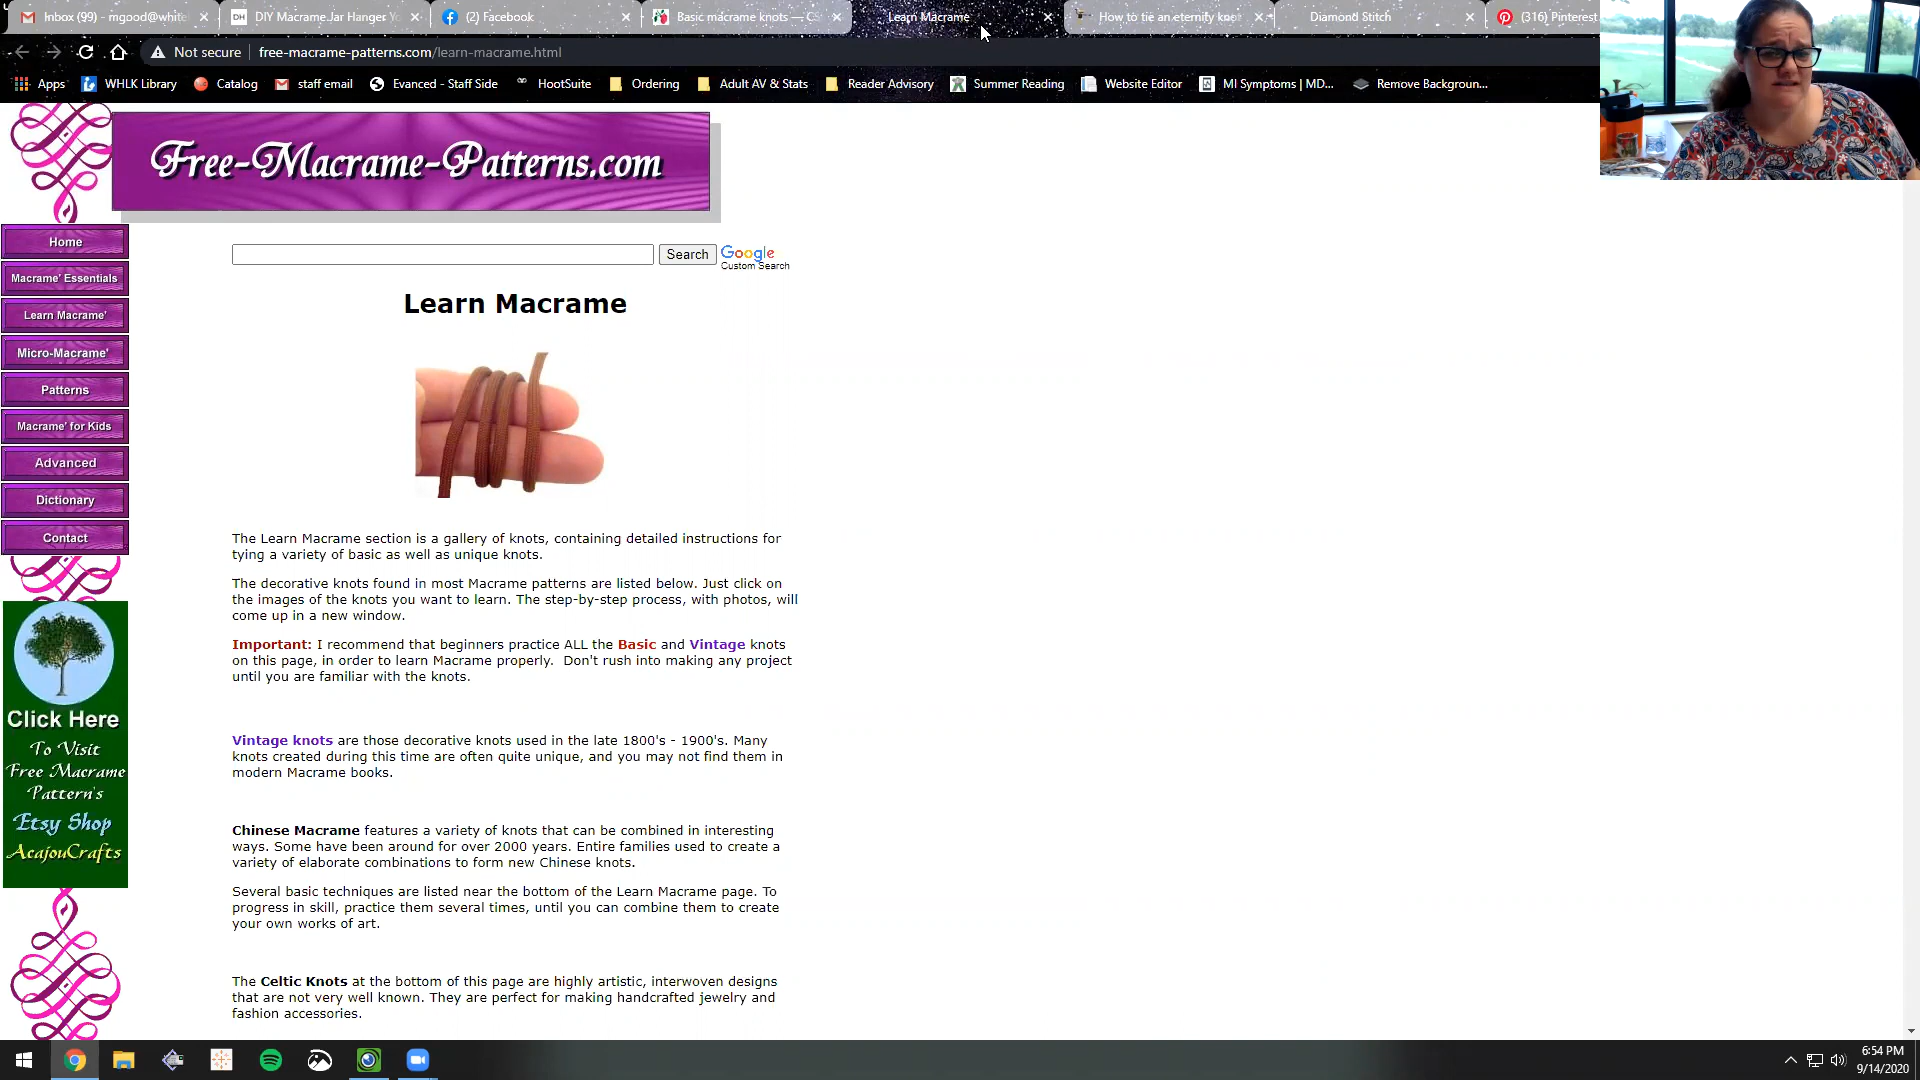 Inbox (99) - mgood@white
DIY Macrame Jar Hanger Yo
(2) Facebook
Basic macrame knots — CS
Learn Macrame
How to tie an eternity knot
Diamond Stitch
(316) Pinterest
Not secure
free-macrame-patterns.com/learn-macrame.html
Apps
WHLK Library
Catalog
staff email
Evanced - Staff Side
HootSuite
Ordering
Adult AV & Stats
Reader Advisory
Summer Reading
Website Editor
MI Symptoms | MD...
Remove Backgroun...
Free-Macrame-Patterns.com
Home
Macrame' Essentials
Learn Macrame'
Micro-Macrame'
Patterns
Macrame' for Kids
Advanced
Dictionary
Contact
Click Here
To Visit
Free Macrame
Pattern's
Etsy Shop
AcajouCrafts
Search
Google
Custom Search
Learn Macrame
The Learn Macrame section is a gallery of knots, containing detailed instructions for
tying a variety of basic as well as unique knots.
The decorative knots found in most Macrame patterns are listed below. Just click on
the images of the knots you want to learn. The step-by-step process, with photos, will
come up in a new window.
Important: I recommend that beginners practice ALL the Basic and Vintage knots
on this page, in order to learn Macrame properly. Don't rush into making any project
until you are familiar with the knots.
Vintage knots are those decorative knots used in the late 1800's - 1900's. Many
knots created during this time are often quite unique, and you may not find them in
modern Macrame books.
Chinese Macrame features a variety of knots that can be combined in interesting
ways. Some have been around for over 2000 years. Entire families used to create a
variety of elaborate combinations to form new Chinese knots.
Several basic techniques are listed near the bottom of the Learn Macrame page. To
progress in skill, practice them several times, until you can combine them to create
your own works of art.
The Celtic Knots at the bottom of this page are highly artistic, interwoven designs
that are not very well known. They are perfect for making handcrafted jewelry and
fashion accessories.
6:54 PM
9/14/2020